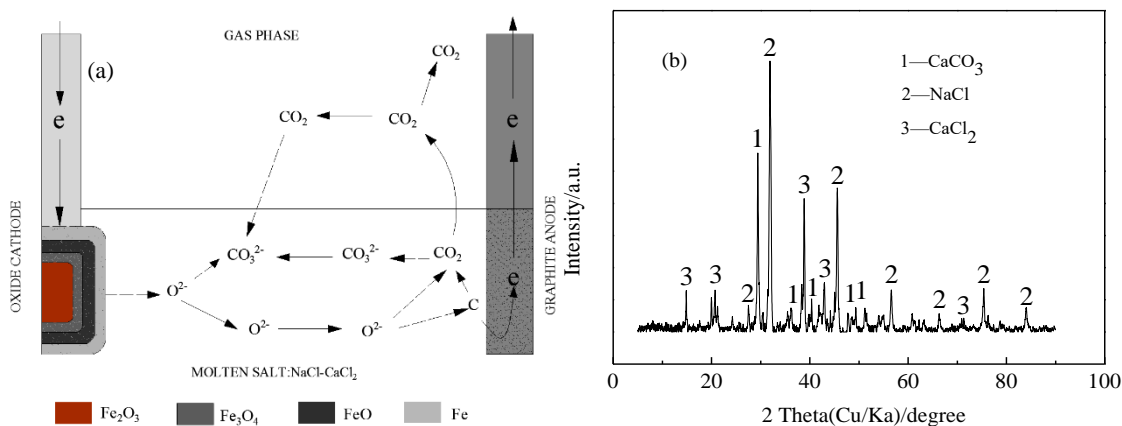 GAS PHASE
(a)
CO₂
e
CO₂
CO₂
e
OXIDE CATHODE
CO₃²⁻
CO₃²⁻
CO₂
O²⁻
C
e
O²⁻
O²⁻
GRAPHITE ANODE
MOLTEN SALT:NaCl-CaCl₂
Fe₂O₃
Fe₃O₄
FeO
Fe
(b)
1—CaCO₃
2—NaCl
3—CaCl₂
2
1
3
2
3
3
2
1
1
3
1
1
2
2
3
2
2
Intensity/a.u.
0
20
40
60
80
100
2 Theta(Cu/Ka)/degree